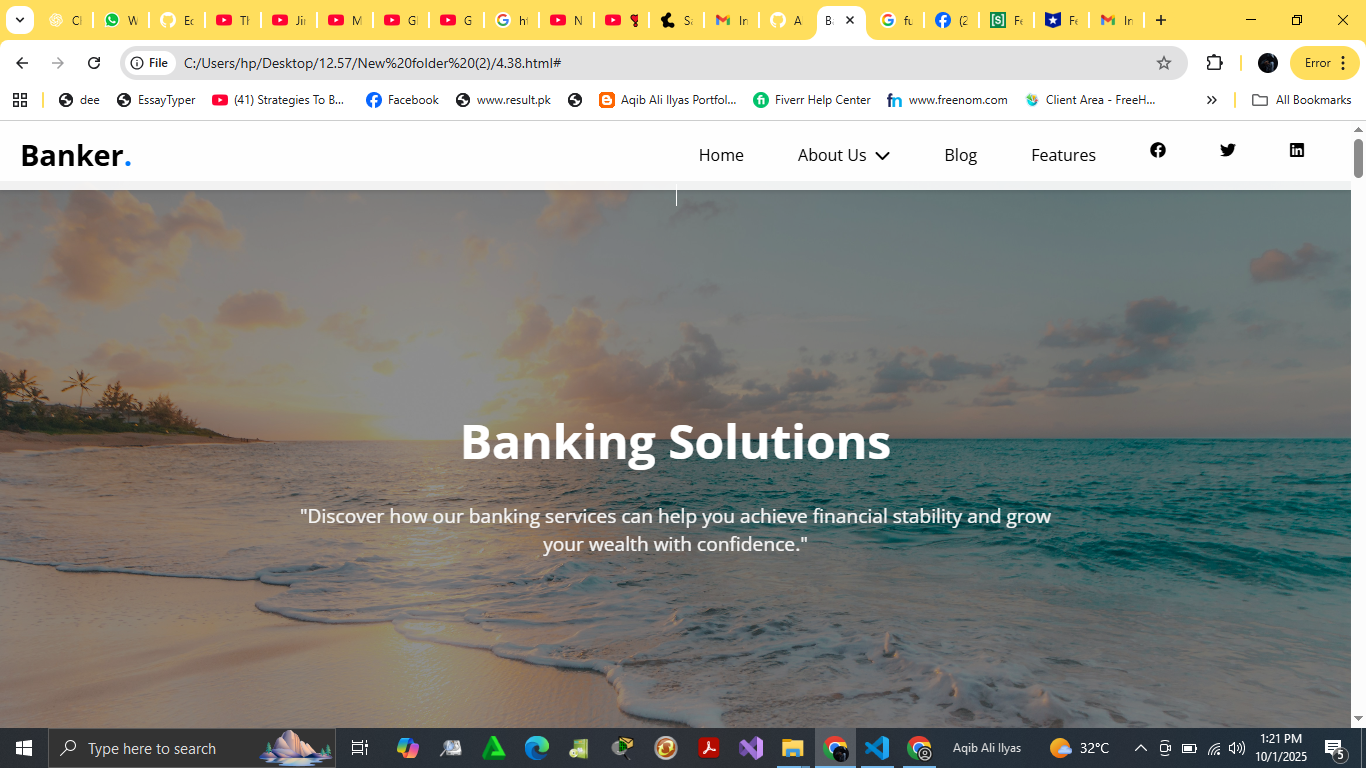 Cl
W
Ec
Th
Jir
M
Gl
G
ht
N
Sa
In
A
Ba
fu
(2
Fe
Fe
In
File
C:/Users/hp/Desktop/12.57/New%20folder%20(2)/4.38.html#
Error
dee
EssayTyper
(41) Strategies To B...
Facebook
www.result.pk
Aqib Ali Ilyas Portfol...
Fiverr Help Center
www.freenom.com
Client Area - FreeH...
All Bookmarks
Banker.
Home
About Us
Blog
Features
Banking Solutions
"Discover how our banking services can help you achieve financial stability and grow
your wealth with confidence."
Type here to search
Aqib Ali Ilyas
32°C
1:21 PM
10/1/2025
5